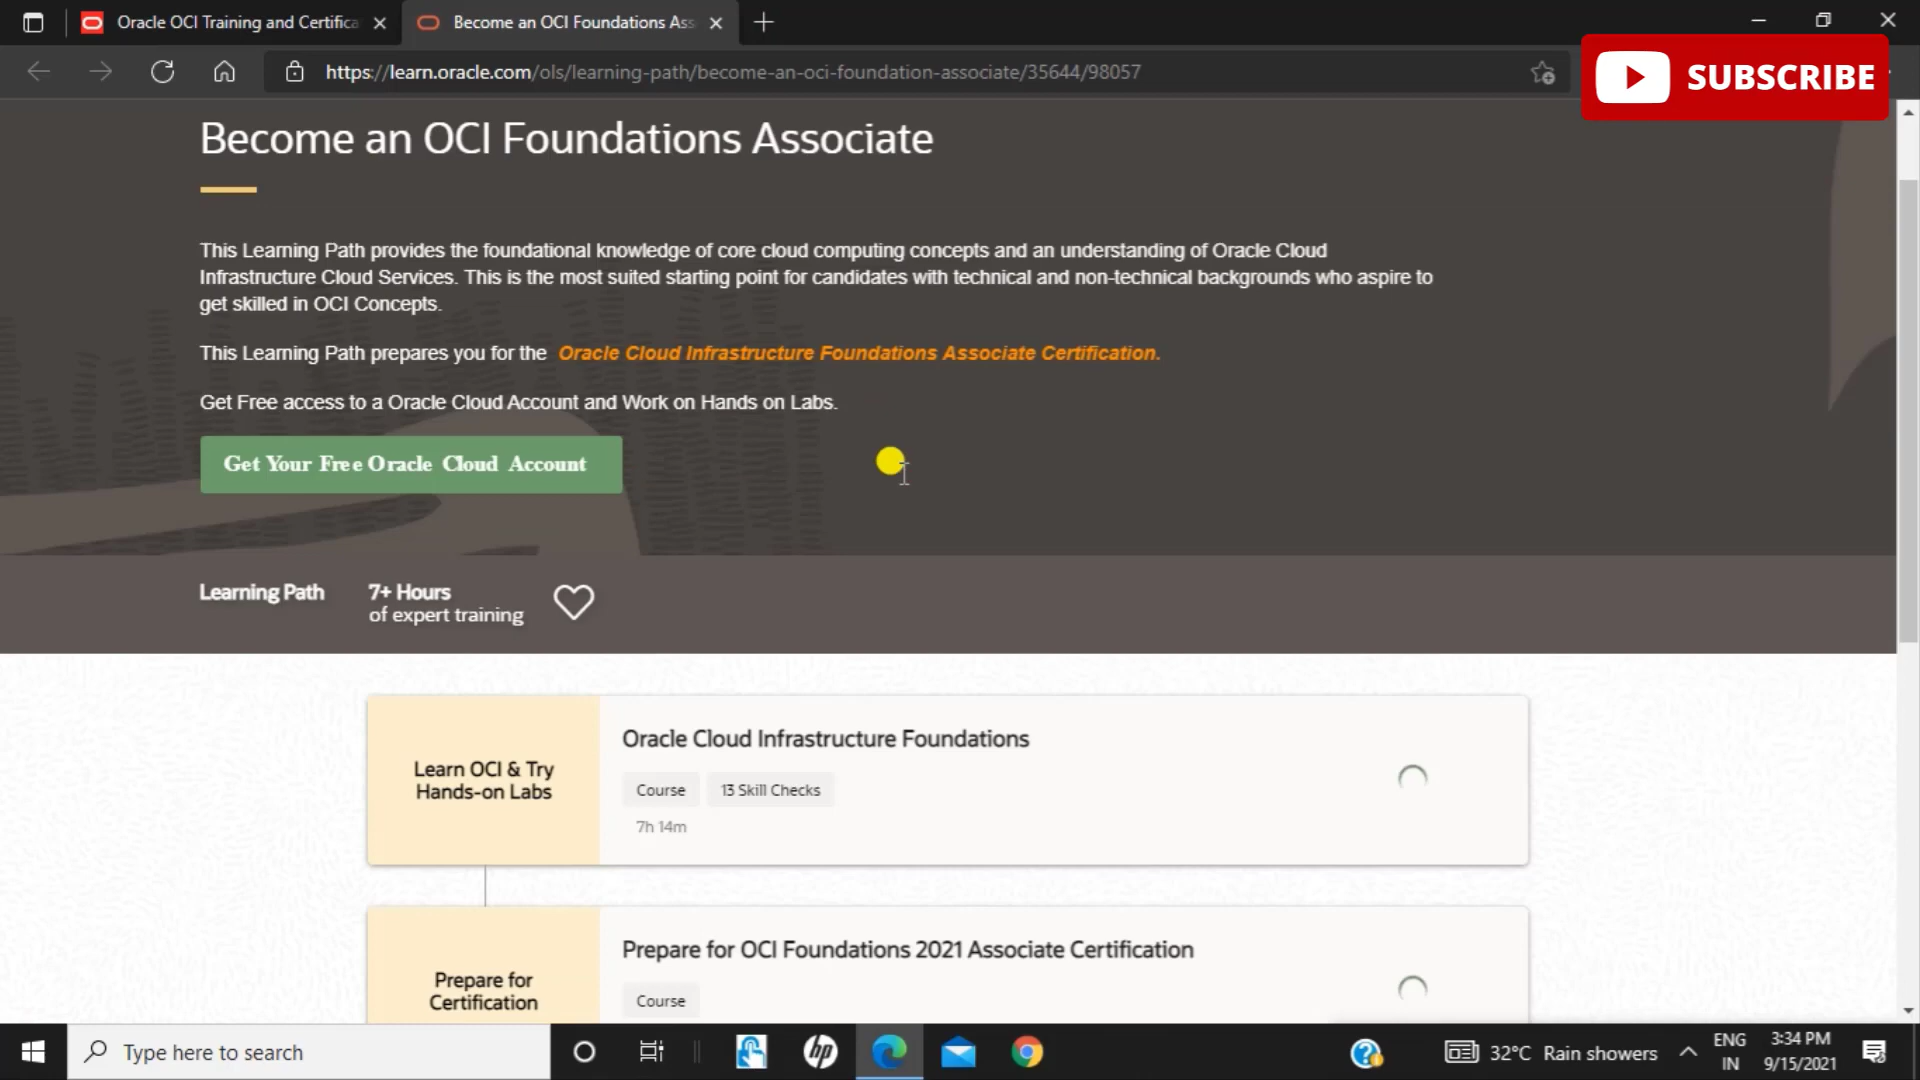 Oracle OCI Training and Certifica
Become an OCI Foundations Ass
https://learn.oracle.com/ols/learning-path/become-an-oci-foundation-associate/35644/98057
SUBSCRIBE
Become an OCI Foundations Associate
This Learning Path provides the foundational knowledge of core cloud computing concepts and an understanding of Oracle Cloud
Infrastructure Cloud Services. This is the most suited starting point for candidates with technical and non-technical backgrounds who aspire to
get skilled in OCI Concepts.
This Learning Path prepares you for the Oracle Cloud Infrastructure Foundations Associate Certification.
Get Free access to a Oracle Cloud Account and Work on Hands on Labs.
Get Your Free Oracle Cloud Account
Learning Path
7+ Hours
of expert training
Learn OCI & Try
Hands-on Labs
Oracle Cloud Infrastructure Foundations
Course
13 Skill Checks
7h 14m
Prepare for
Certification
Prepare for OCI Foundations 2021 Associate Certification
Course
Type here to search
hp
32°C Rain showers
ENG
IN
3:34 PM
9/15/2021